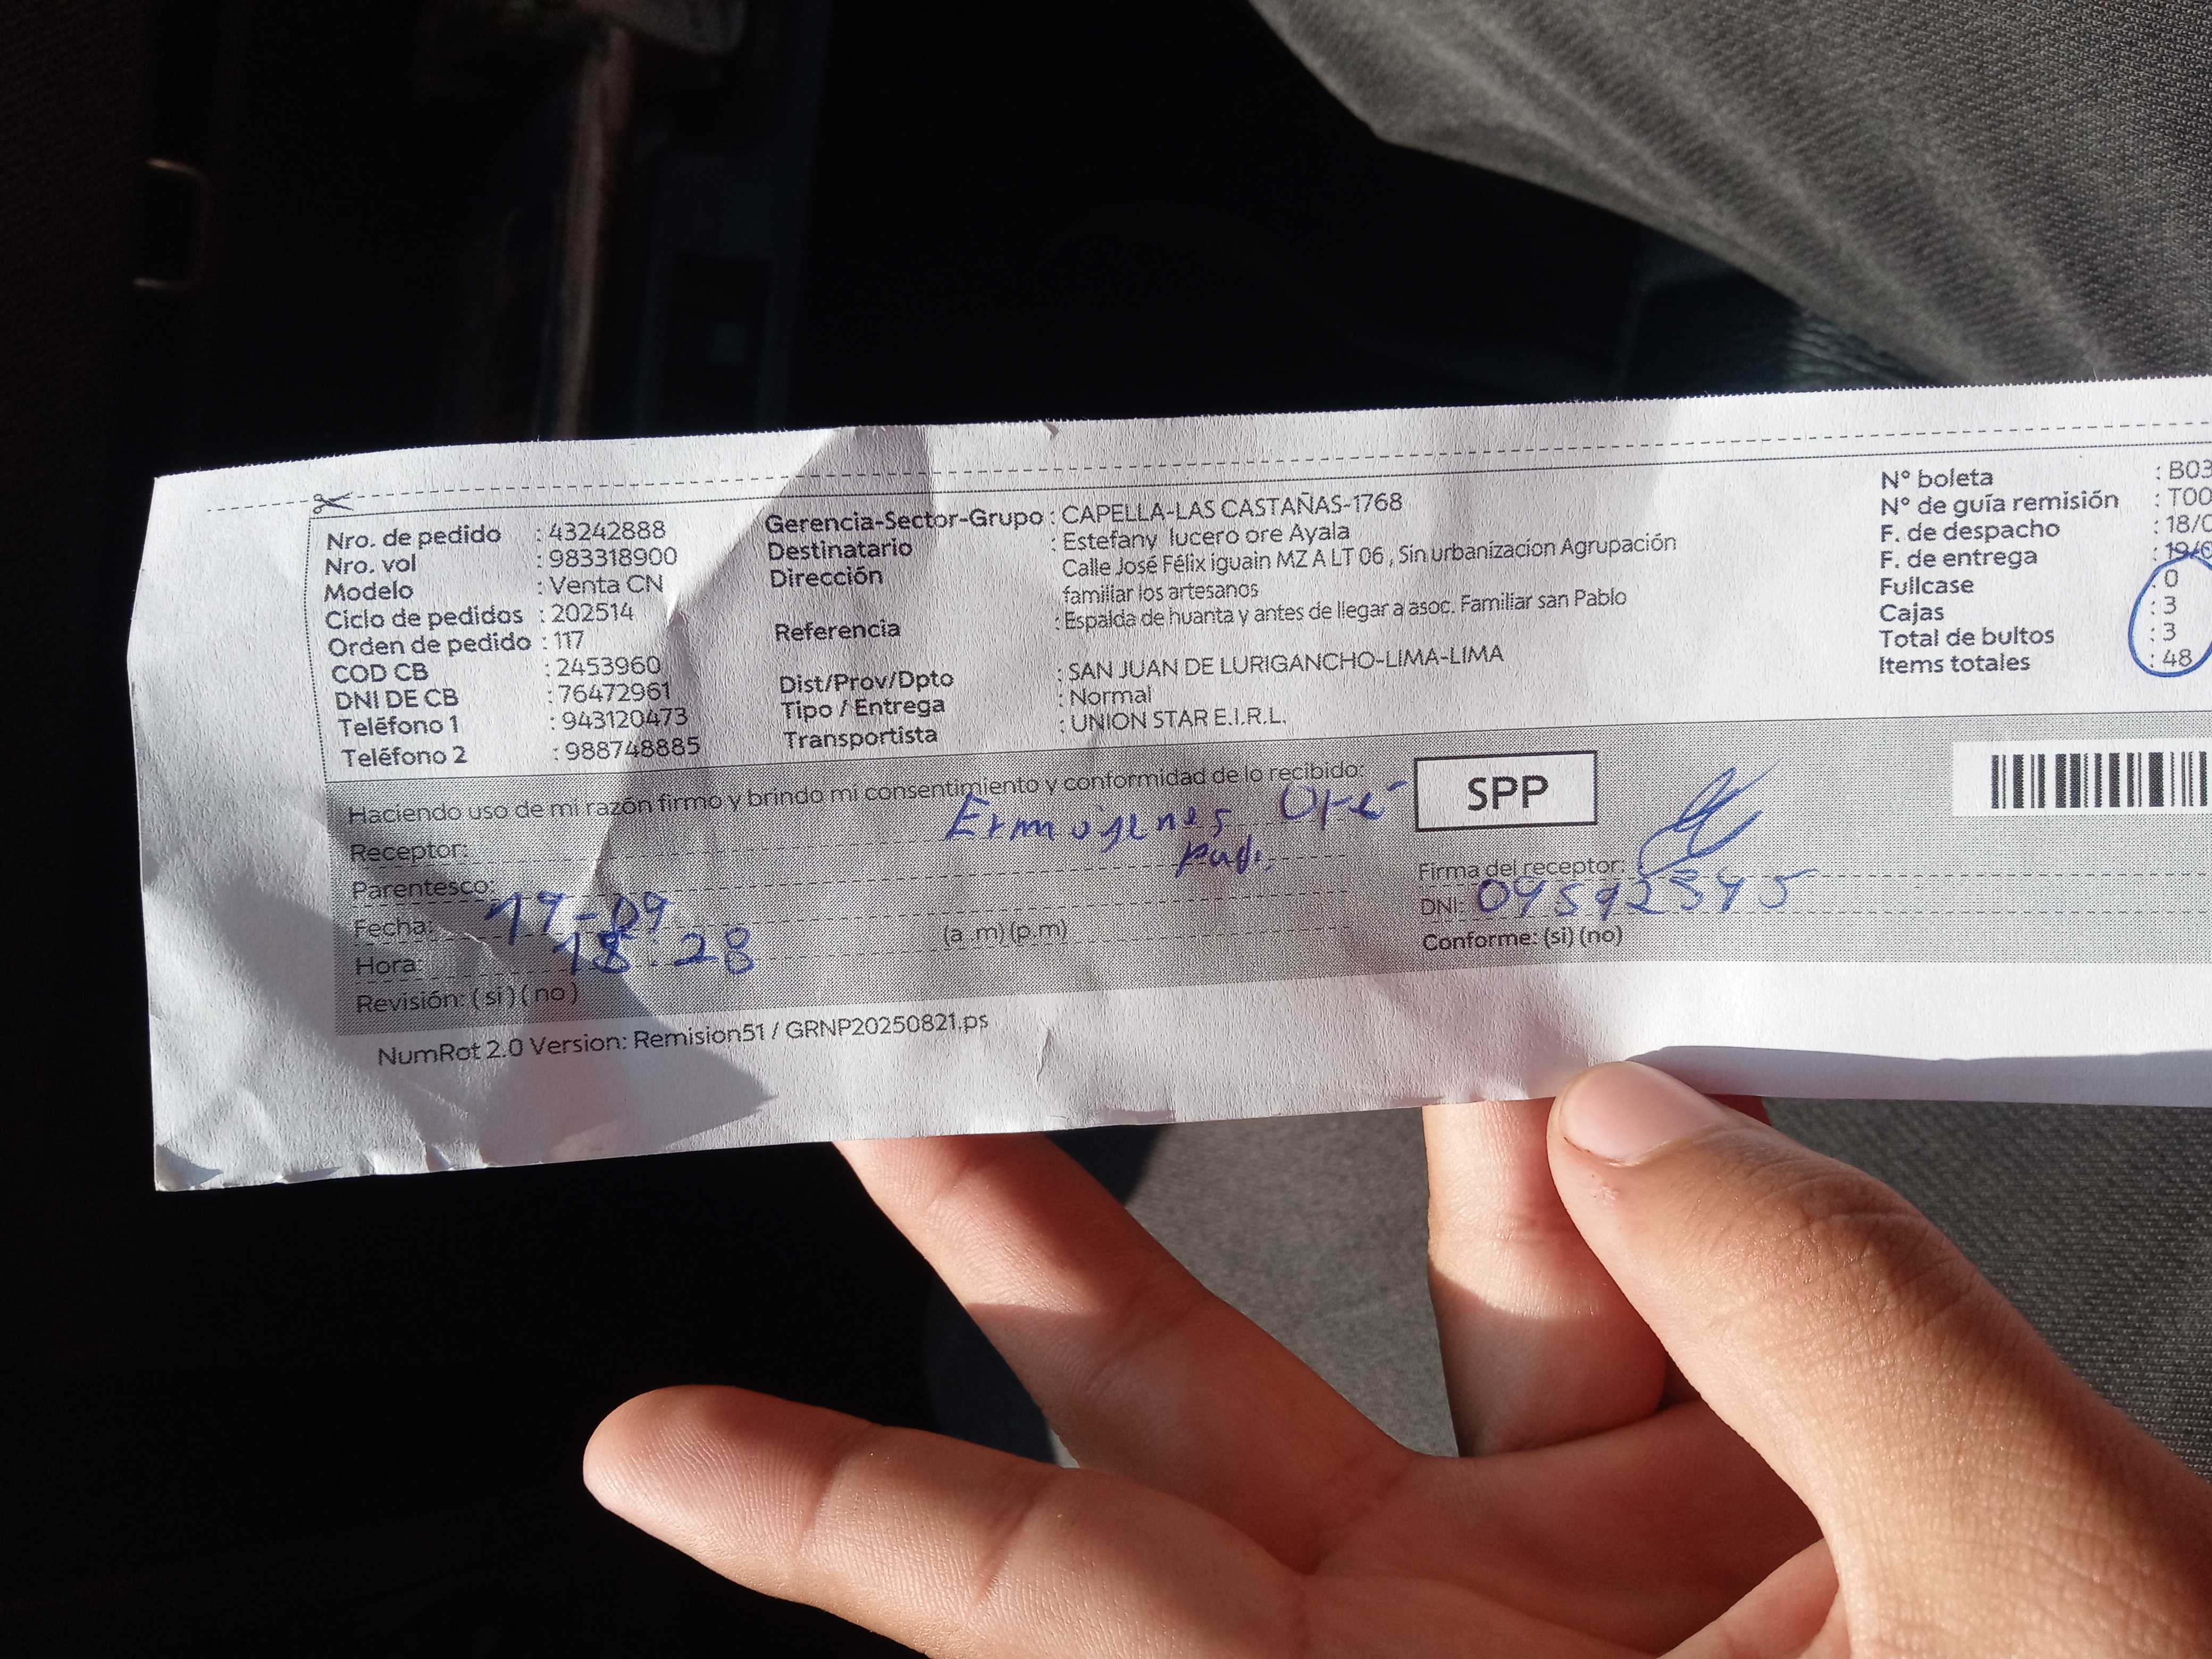 Nro. de pedido : 43242888
Nro. vol : 983318900
Modelo : Venta CN
Ciclo de pedidos : 202514
Orden de pedido : 117
COD CB : 2453960
DNI DE CB : 76472961
Teléfono 1 : 943120473
Teléfono 2 : 988748885
Gerencia-Sector-Grupo : CAPELLA-LAS CASTAÑAS-1768
Destinatario : Estefany lucero ore Ayala
Dirección : Calle José Félix iguain MZ A LT 06 , Sin urbanizacion Agrupación
familiar los artesanos
Referencia : Espalda de huanta y antes de llegar a asoc. Familiar san Pablo
Dist/Prov/Dpto : SAN JUAN DE LURIGANCHO-LIMA-LIMA
Tipo / Entrega : Normal
Transportista : UNION STAR E.I.R.L.
N° boleta : B03
N° de guía remisión : T00
F. de despacho : 18/0
F. de entrega : 19/0
Fullcase : 0
Cajas : 3
Total de bultos : 3
Items totales : 48
Haciendo uso de mi razón firmo y brindo mi consentimiento y conformidad de lo recibido:
SPP
Receptor: Ermogenes Ore
Parentesco:
Fecha: 19-09
Hora: 18:28 (a .m) (p.m)
Revisión: ( si ) ( no )
Firma del receptor:
DNI:
Conforme: (si) (no)
NumRot 2.0 Version: Remision51 / GRNP20250821.ps